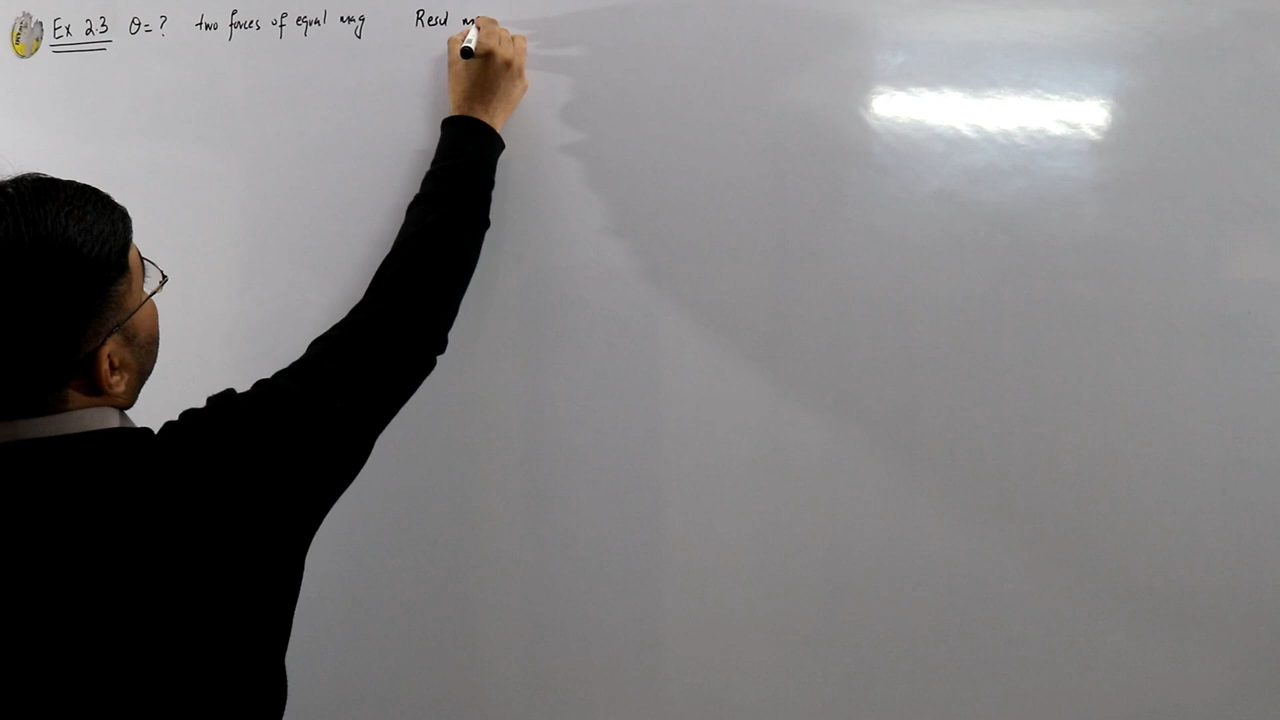 Ex 2.3 θ=? two forces of equal mag Resul m